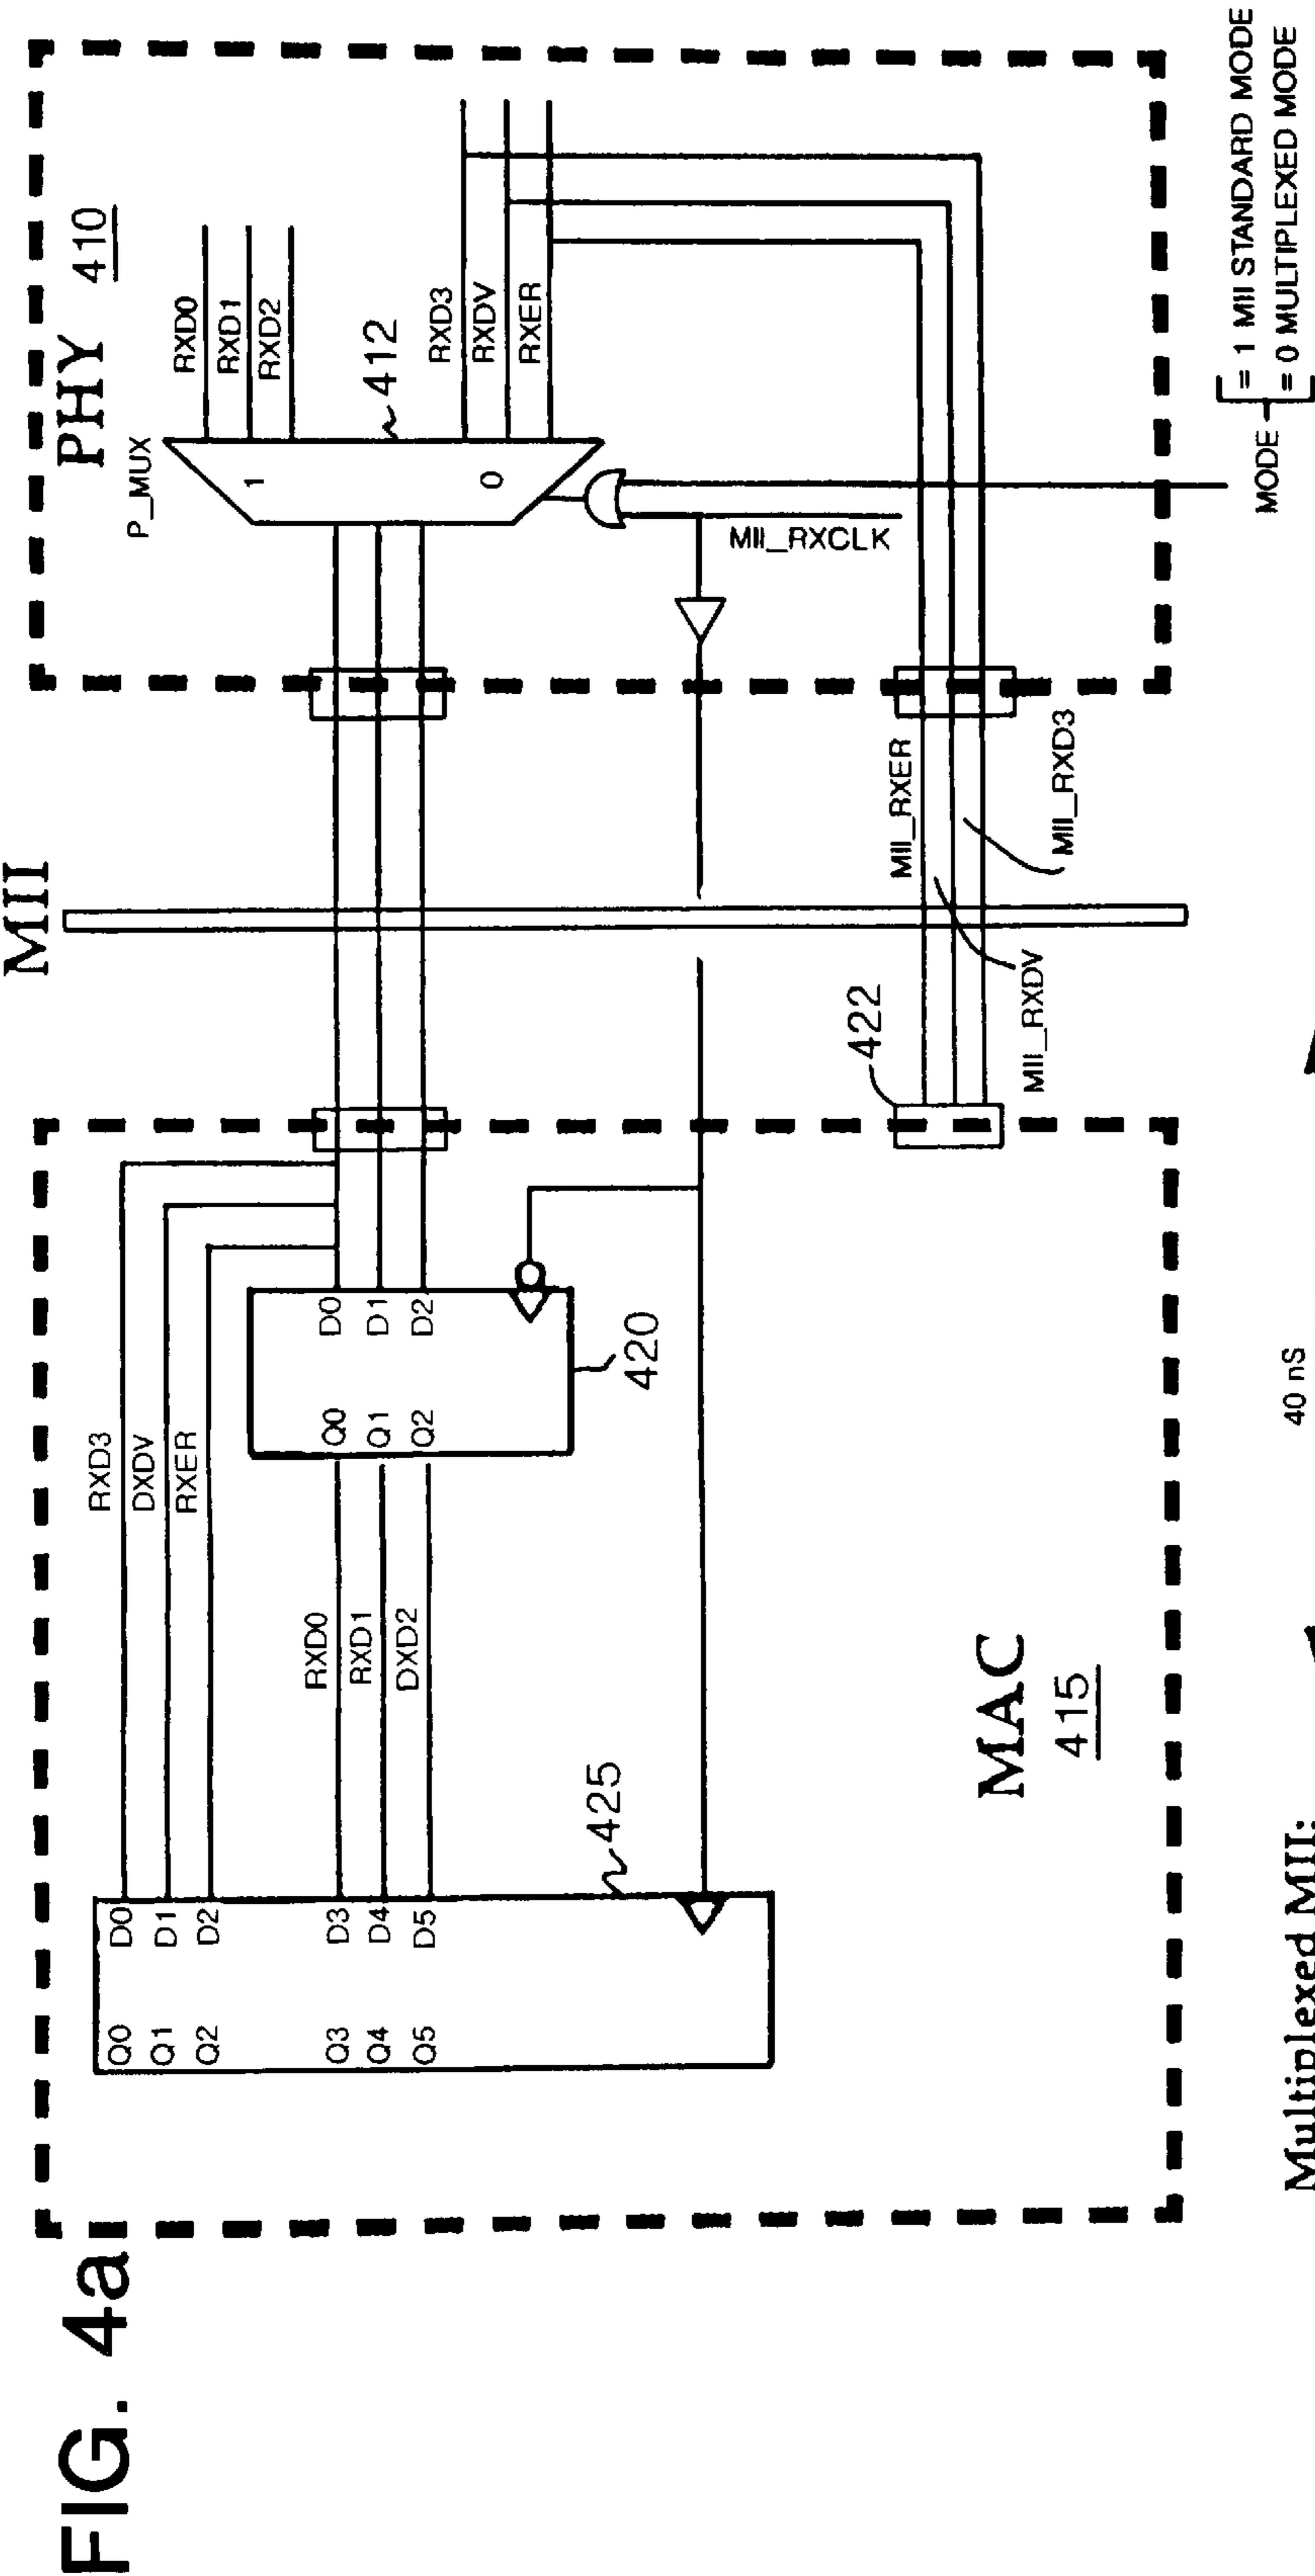 FIG. 4a
MII
PHY
410
P_MUX
RXD0
RXD1
RXD2
1
0
412
RXD3
RXDV
RXER
MII_RXCLK
MODE
= 1 MII STANDARD MODE
= 0 MULTIPLEXED MODE
MII_RXER
MII_RXD3
MII_RXDV
422
RXD3
DXDV
RXER
D0
D1
D2
Q0
Q1
Q2
420
RXD0
RXD1
DXD2
D0
D1
D2
D3
D4
D5
Q0
Q1
Q2
Q3
Q4
Q5
425
MAC
415
40 nS
Multiplexed MII: